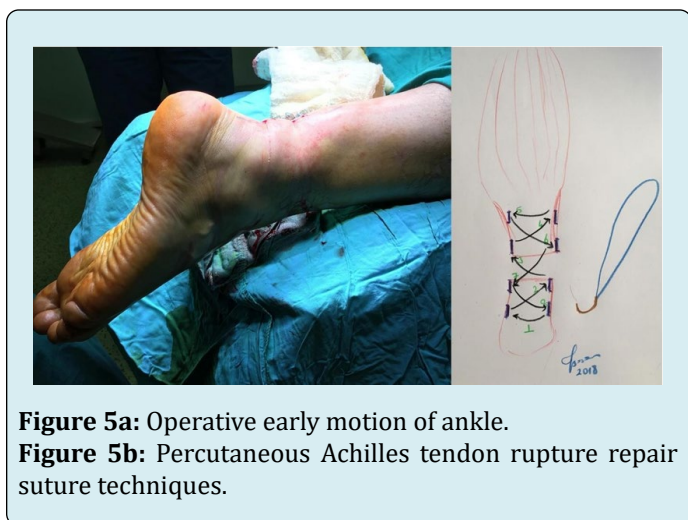 2018
Figure 5a: Operative early motion of ankle.
Figure 5b: Percutaneous Achilles tendon rupture repair
suture techniques.